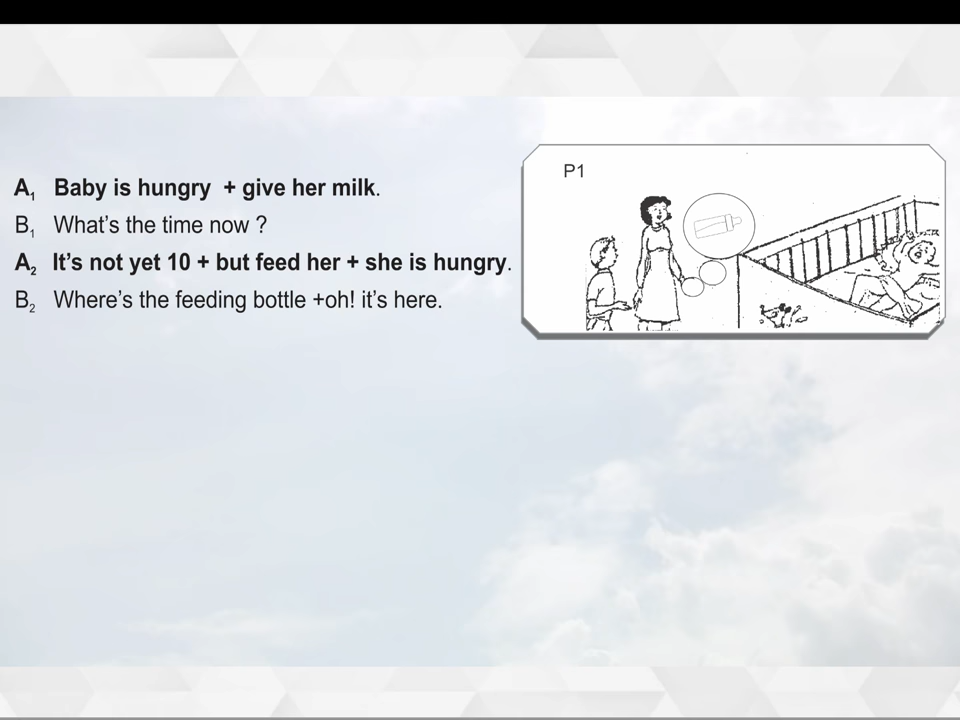 A₁ Baby is hungry + give her milk.
B₁ What's the time now ?
A₂ It's not yet 10 + but feed her + she is hungry.
B₂ Where's the feeding bottle +oh! it's here.
P1